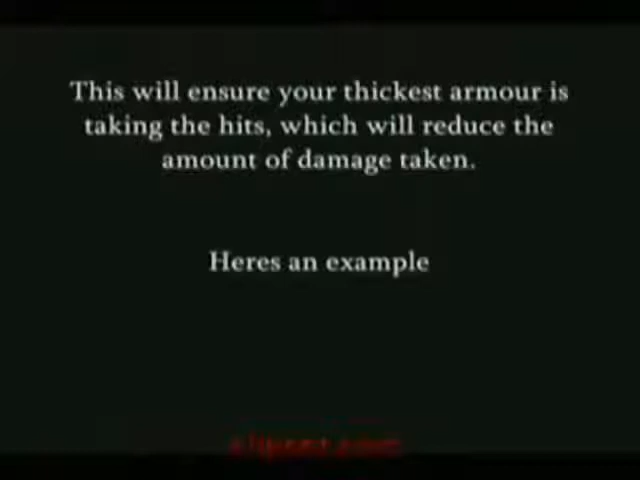 This will ensure your thickest armour is
taking the hits, which will reduce the
amount of damage taken.
Heres an example